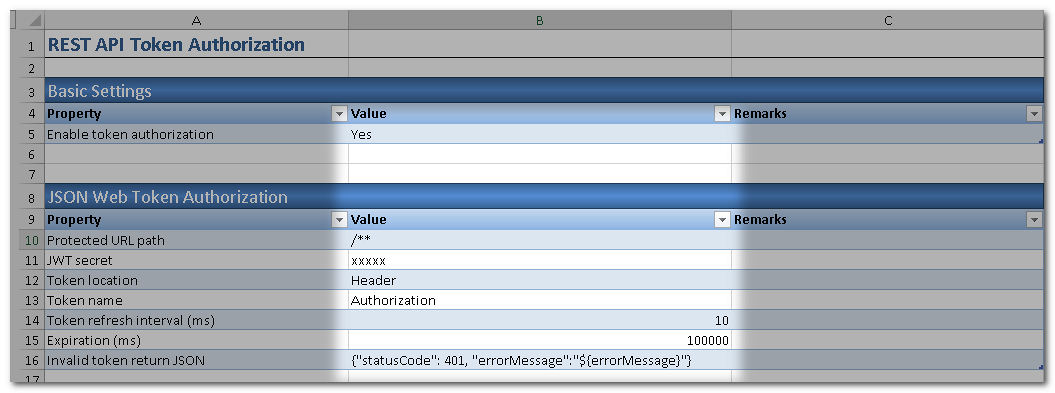 A B C
1 REST API Token Authorization
2
3 Basic Settings
4 Property Value Remarks
5 Enable token authorization Yes
6
7
8 JSON Web Token Authorization
9 Property Value Remarks
10 Protected URL path /**
11 JWT secret xxxxx
12 Token location Header
13 Token name Authorization
14 Token refresh interval (ms) 10
15 Expiration (ms) 100000
16 Invalid token return JSON {"statusCode": 401, "errorMessage":"${errorMessage}"}
17